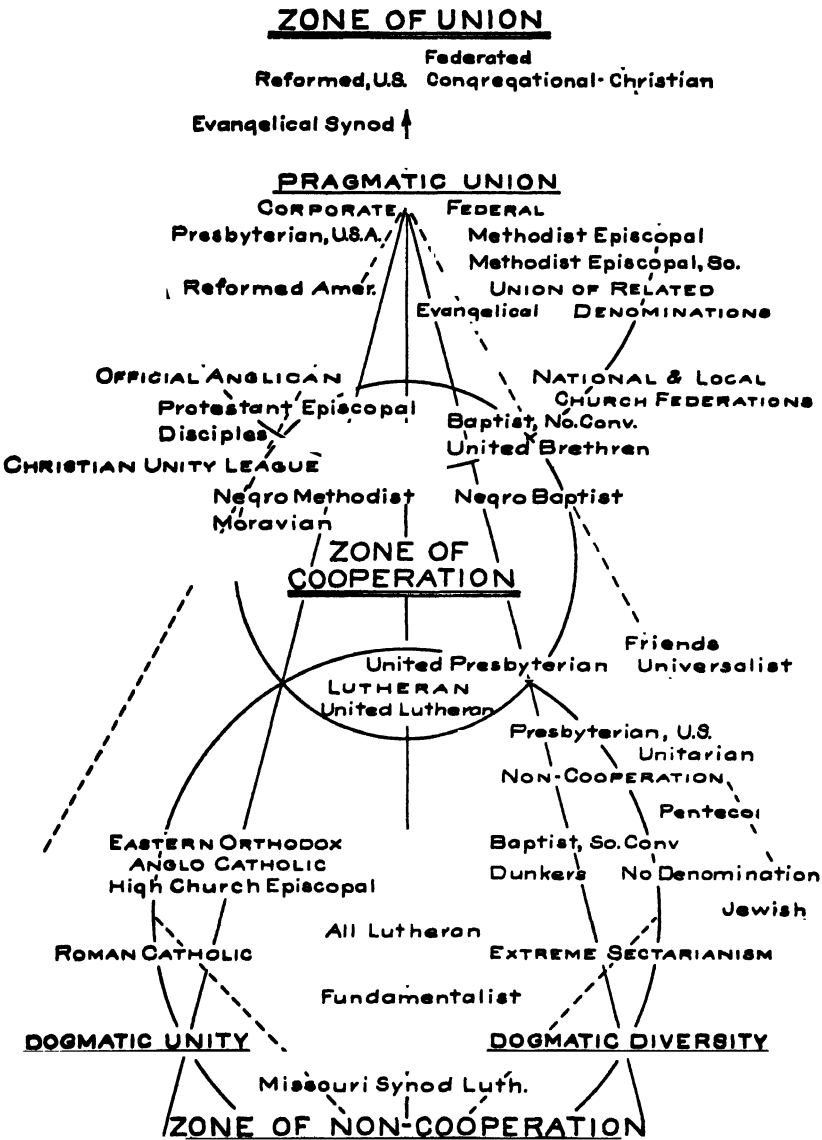 ZONE OF UNION
Federated
Reformed, U.S. Congregational-Christian
Evangelical Synod
PRAGMATIC UNION
CORPORATE FEDERAL
Presbyterian, U.S.A. Methodist Episcopal
Methodist Episcopal, So.
Reformed Amer. UNION OF RELATED
Evangelical DENOMINATIONS
OFFICIAL ANGLICAN NATIONAL & LOCAL
CHURCH FEDERATIONS
Protestant Episcopal
Baptist, No. Conv.
Disciples
United Brethren
CHRISTIAN UNITY LEAGUE
Negro Methodist Negro Baptist
Moravian
ZONE OF
COOPERATION
Friends
United Presbyterian Universalist
LUTHERAN
United Lutheran
Presbyterian, U.S.
Unitarian
NON-COOPERATION
Pentecol
EASTERN ORTHODOX Baptist, So. Conv
ANGLO CATHOLIC
High Church Episcopal Dunkers No Denomination
Jewish
All Lutheran
ROMAN CATHOLIC EXTREME SECTARIANISM
Fundamentalist
DOGMATIC UNITY DOGMATIC DIVERSITY
Missouri Synod Luth.
ZONE OF NON-COOPERATION